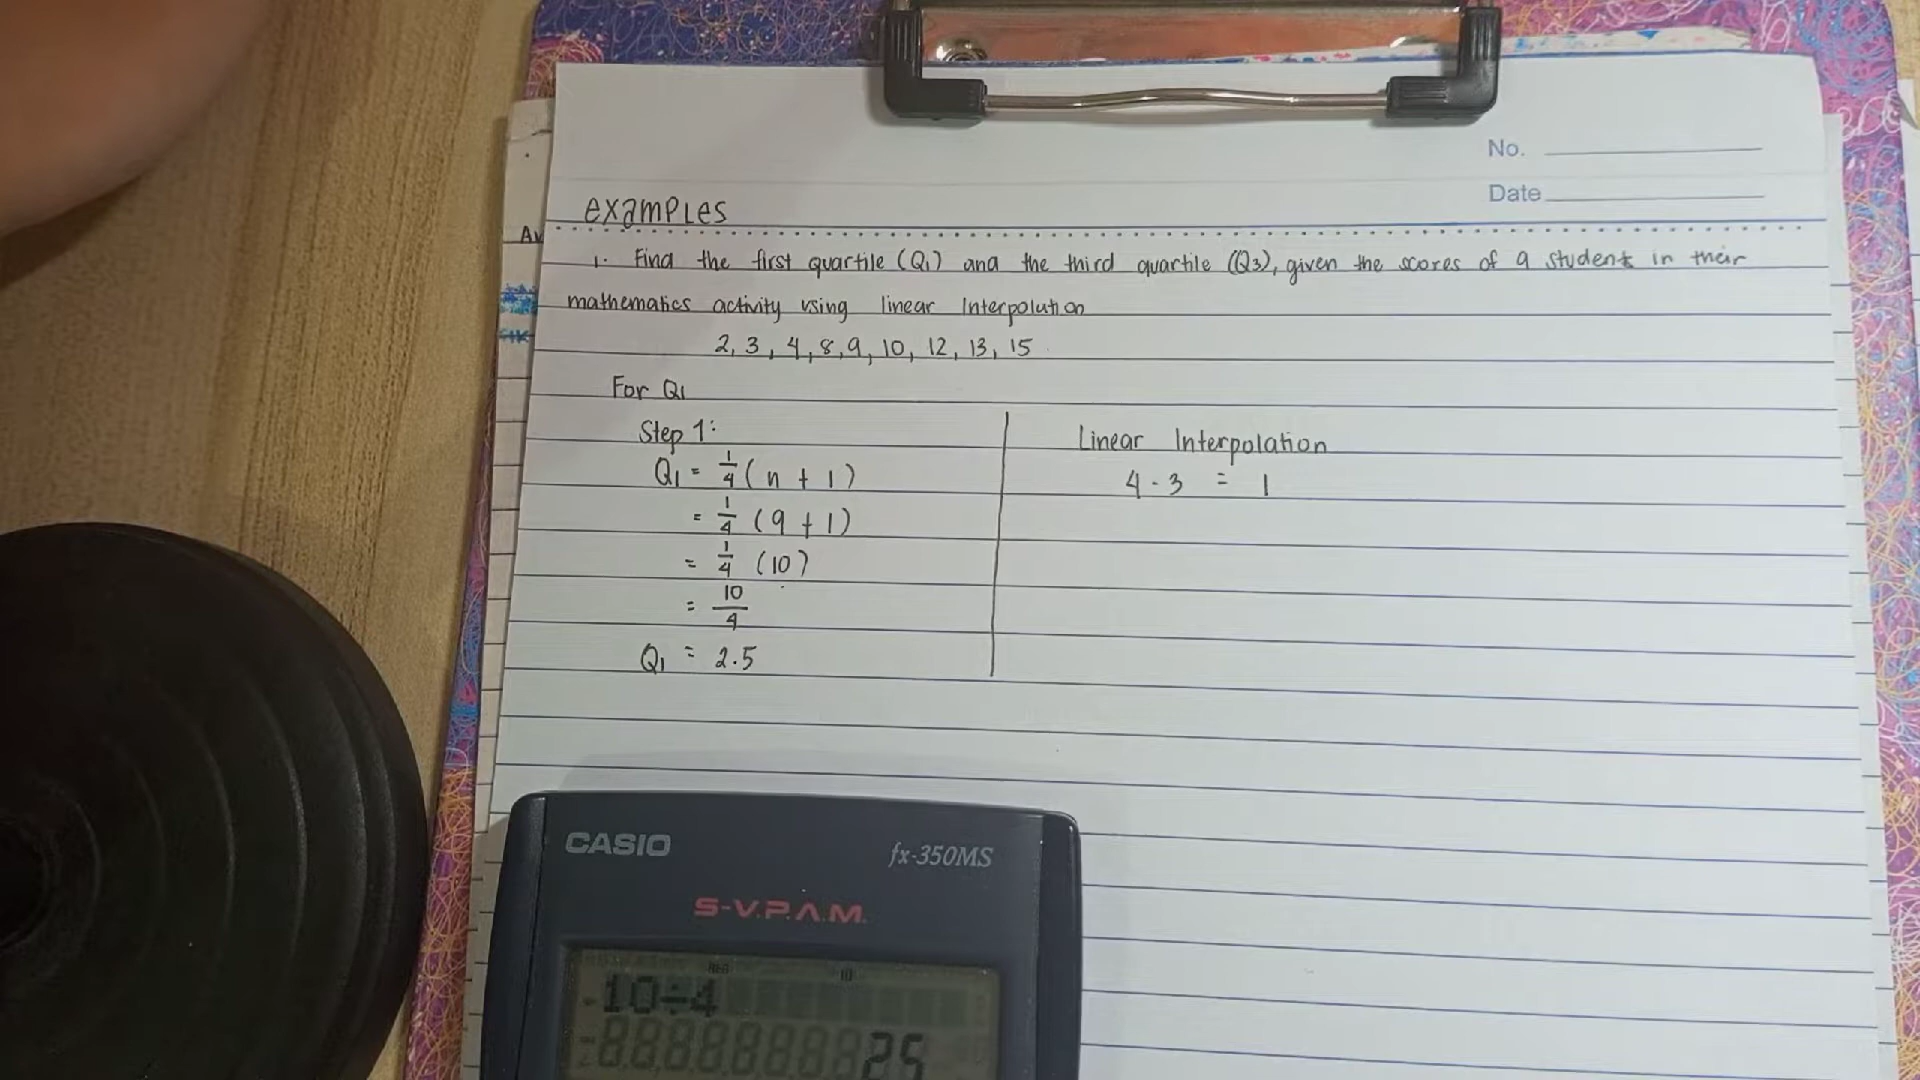 No.
Date
examples
Av
1. Find the first quartile (Q1) and the third quartile (Q3), given the scores of 9 students in their
mathematics activity using linear Interpolution
2, 3, 4, 8, 9, 10, 12, 13, 15
For Q1
Step 1:
Q1 = 1/4 (n + 1)
= 1/4 (9 + 1)
= 1/4 (10)
= 10/4
Q1 = 2.5
Linear Interpolation
4 - 3 = 1
CASIO
fx-350MS
S-V.P.A.M.
10÷4
2.5